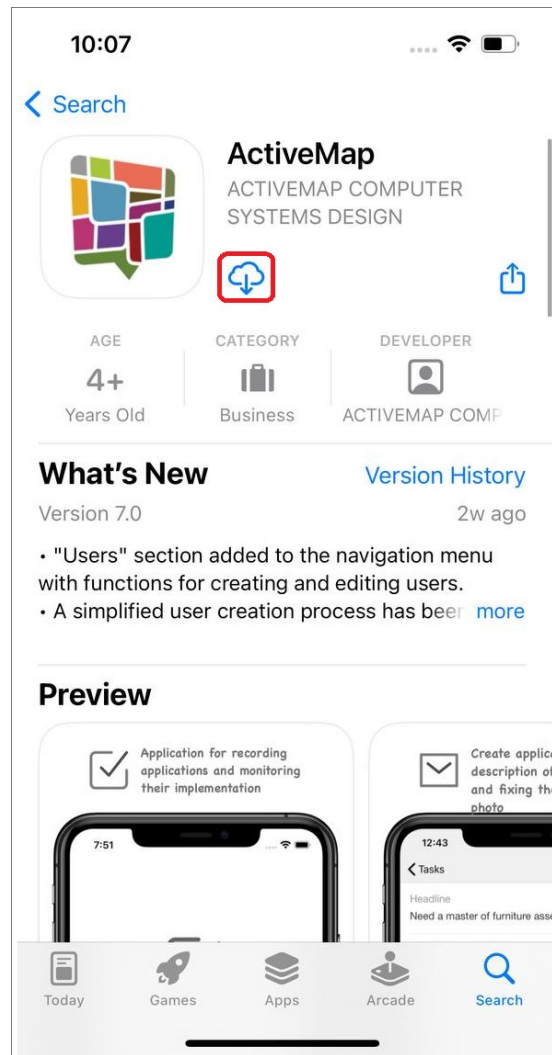 10:07
Search
ActiveMap
ACTIVEMAP COMPUTER
SYSTEMS DESIGN
AGE
CATEGORY
DEVELOPER
4+
Years Old
Business
ACTIVEMAP COMP
What's New
Version History
Version 7.0
2w ago
• "Users" section added to the navigation menu
with functions for creating and editing users.
• A simplified user creation process has been more
Preview
Application for recording
applications and monitoring
their implementation
Create applic
description of
and fixing th
photo
7:51
12:43
Tasks
Headline
Need a master of furniture asse
Today
Games
Apps
Arcade
Search